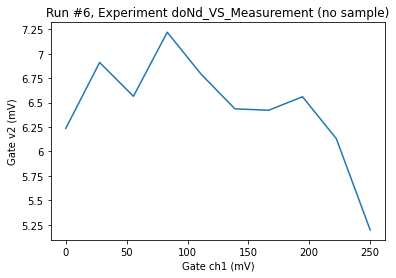 Run #6, Experiment doNd_VS_Measurement (no sample)
7.25
7
6.75
6.5
6.25
6
5.75
5.5
5.25
Gate v2 (mV)
0 50 100 150 200 250
Gate ch1 (mV)